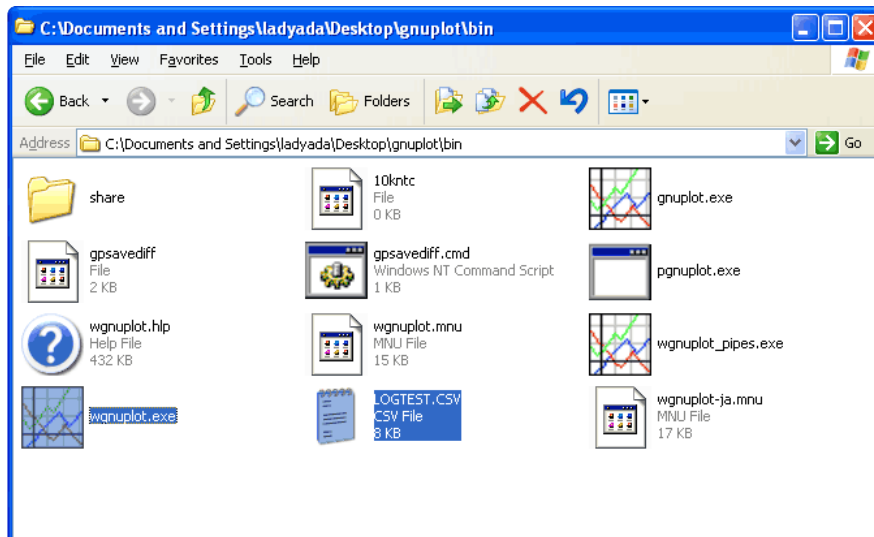 C:\Documents and Settings\ladyada\Desktop\gnuplot\bin
File Edit View Favorites Tools Help
Back Search Folders
Address C:\Documents and Settings\ladyada\Desktop\gnuplot\bin Go
share
10kntc
File
0 KB
gnuplot.exe
gpsavediff
File
2 KB
gpsavediff.cmd
Windows NT Command Script
1 KB
pgnuplot.exe
wgnuplot.hlp
Help File
432 KB
wgnuplot.mnu
MNU File
15 KB
wgnuplot_pipes.exe
wgnuplot.exe
LOGTEST.CSV
CSV File
8 KB
wgnuplot-ja.mnu
MNU File
17 KB